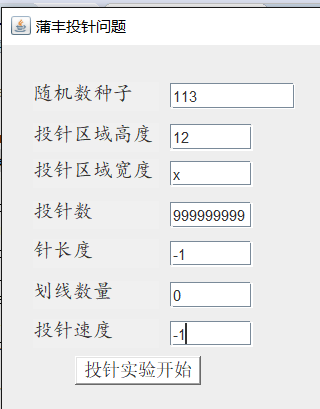 蒲丰投针问题
随机数种子 113
投针区域高度 12
投针区域宽度 x
投针数 999999999
针长度 -1
划线数量 0
投针速度 -1
投针实验开始